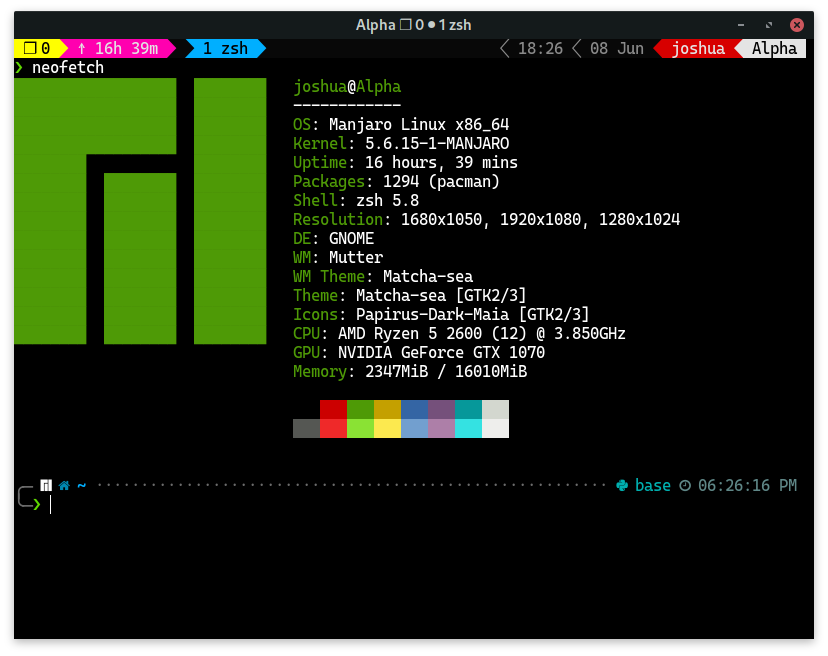 Alpha ❐ 0 ● 1 zsh
❐ 0 ↑ 16h 39m 1 zsh 18:26 08 Jun joshua Alpha
❯ neofetch
joshua@Alpha
------------
OS: Manjaro Linux x86_64
Kernel: 5.6.15-1-MANJARO
Uptime: 16 hours, 39 mins
Packages: 1294 (pacman)
Shell: zsh 5.8
Resolution: 1680x1050, 1920x1080, 1280x1024
DE: GNOME
WM: Mutter
WM Theme: Matcha-sea
Theme: Matcha-sea [GTK2/3]
Icons: Papirus-Dark-Maia [GTK2/3]
CPU: AMD Ryzen 5 2600 (12) @ 3.850GHz
GPU: NVIDIA GeForce GTX 1070
Memory: 2347MiB / 16010MiB
~ base 06:26:16 PM
❯